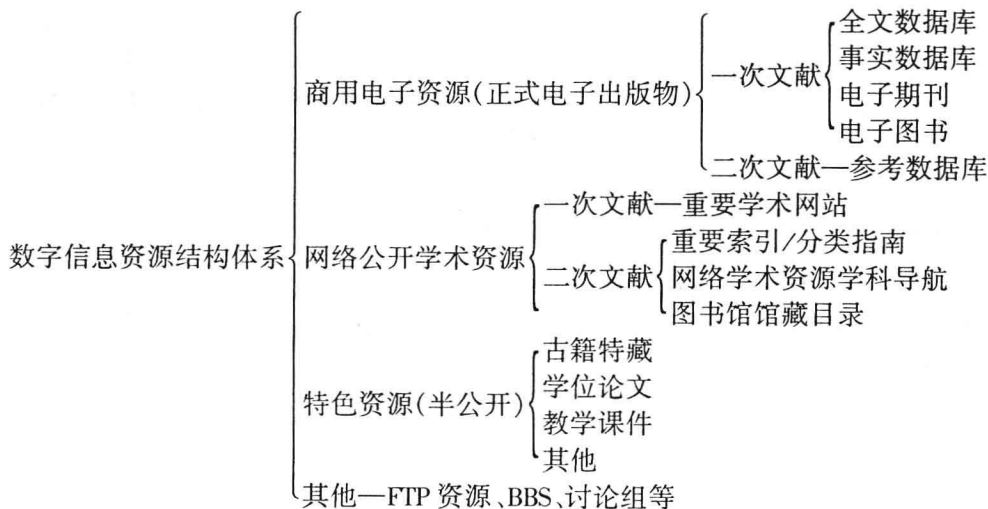 数字信息资源结构体系
商用电子资源(正式电子出版物)
一次文献
全文数据库
事实数据库
电子期刊
电子图书
二次文献—参考数据库
网络公开学术资源
一次文献—重要学术网站
二次文献
重要索引/分类指南
网络学术资源学科导航
图书馆馆藏目录
特色资源(半公开)
古籍特藏
学位论文
教学课件
其他
其他—FTP 资源、BBS、讨论组等